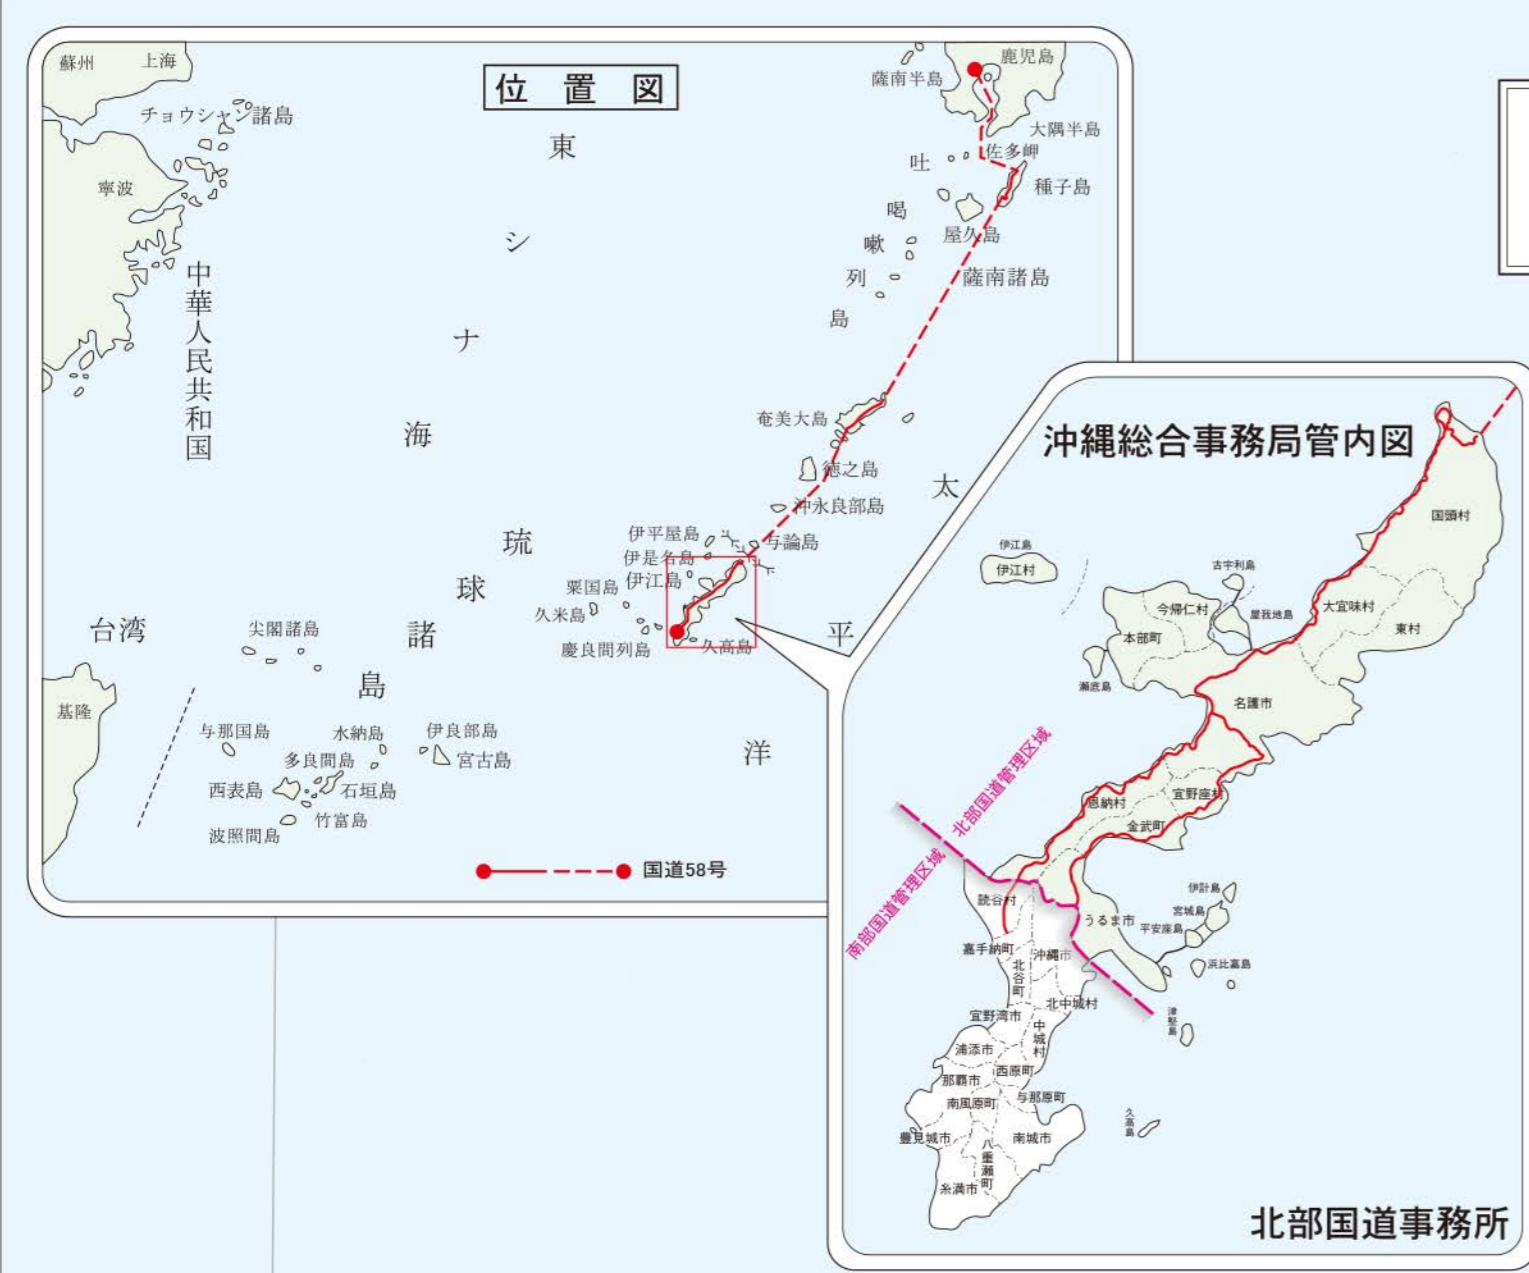 位置図
蘇州
上海
チョウシャン諸島
寧波
中華人民共和国
東シナ海
鹿児島
薩南半島
大隅半島
佐多岬
種子島
吐喝嗽列島
屋久島
薩南諸島
奄美大島
徳之島
沖永良部島
与論島
伊平屋島
伊是名島
伊江島
粟国島
久米島
慶良間列島
久高島
琉球諸島
太平洋
台湾
基隆
尖閣諸島
与那国島
水納島
多良間島
伊良部島
宮古島
西表島
石垣島
竹富島
波照間島
国道58号
沖縄総合事務局管内図
国頭村
伊江島
伊江村
古宇利島
今帰仁村
屋我地島
大宜味村
東村
本部町
瀬底島
名護市
北部国道管理区域
南部国道管理区域
恩納村
宜野座村
金武町
読谷村
うるま市
伊計島
宮城島
平安座島
浜比嘉島
嘉手納町
沖縄市
北谷町
北中城村
津堅島
宜野湾市
中城村
浦添市
西原町
那覇市
南風原町
与那原町
久高島
豊見城市
南城市
八重瀬町
糸満市
北部国道事務所